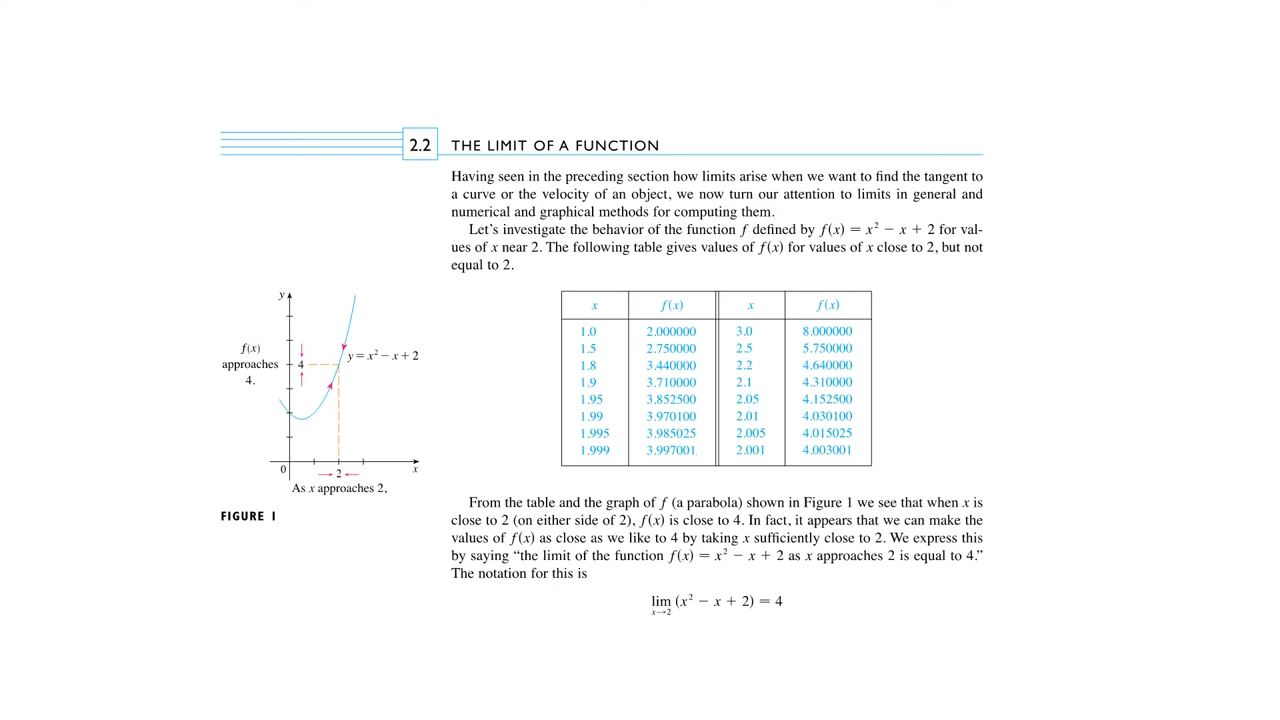 2.2 THE LIMIT OF A FUNCTION
Having seen in the preceding section how limits arise when we want to find the tangent to
a curve or the velocity of an object, we now turn our attention to limits in general and
numerical and graphical methods for computing them.
Let's investigate the behavior of the function f defined by f(x) = x² − x + 2 for val-
ues of x near 2. The following table gives values of f(x) for values of x close to 2, but not
equal to 2.
x f(x) x f(x)
1.0 2.000000 3.0 8.000000
1.5 2.750000 2.5 5.750000
1.8 3.440000 2.2 4.640000
1.9 3.710000 2.1 4.310000
1.95 3.852500 2.05 4.152500
1.99 3.970100 2.01 4.030100
1.995 3.985025 2.005 4.015025
1.999 3.997001 2.001 4.003001
y
f(x)
approaches
4.
4
y = x² − x + 2
0
2
x
As x approaches 2,
FIGURE 1
From the table and the graph of f (a parabola) shown in Figure 1 we see that when x is
close to 2 (on either side of 2), f(x) is close to 4. In fact, it appears that we can make the
values of f(x) as close as we like to 4 by taking x sufficiently close to 2. We express this
by saying “the limit of the function f(x) = x² − x + 2 as x approaches 2 is equal to 4.”
The notation for this is
lim (x² − x + 2) = 4
x→2